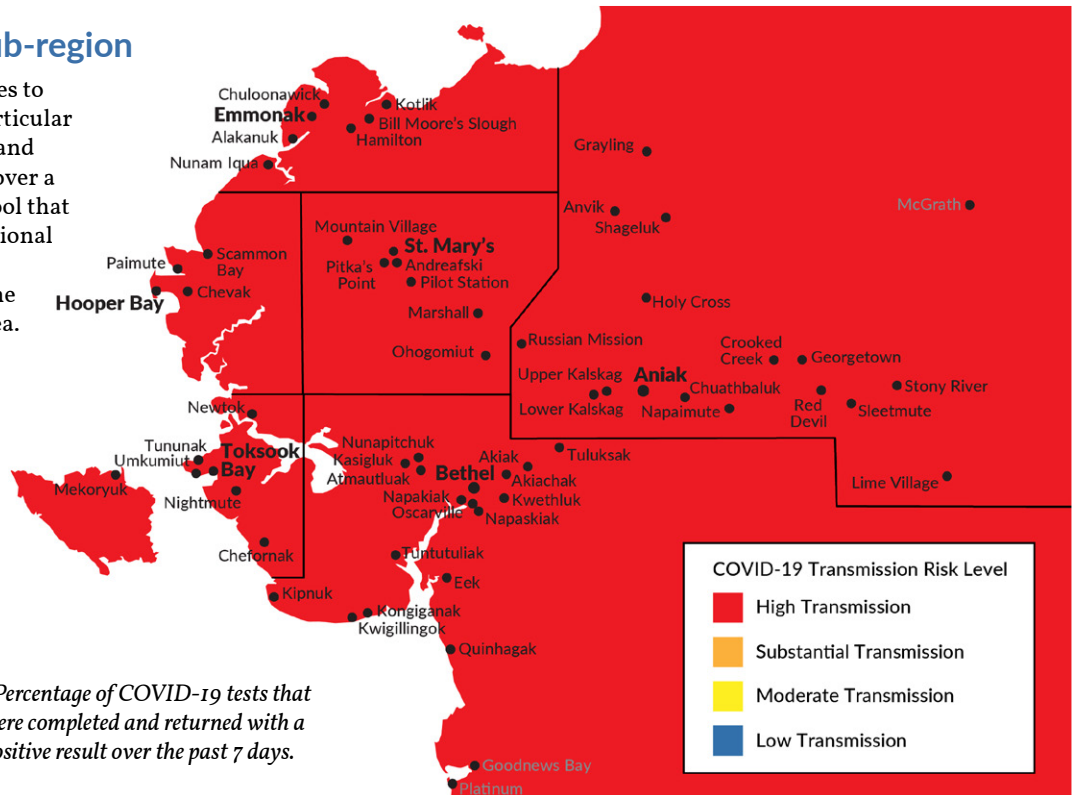 ub-region
es to
rticular
and
over a
ool that
ional
he
ea.
Chuloonawick
Emmonak
Alakanuk
Nunam Iqua
Kotlik
Bill Moore's Slough
Hamilton
Grayling
Anvik
Shageluk
McGrath
Holy Cross
Mountain Village
St. Mary's
Pitka's
Point
Andreafski
Pilot Station
Marshall
Ohogomiut
Scammon
Bay
Paimute
Chevak
Hooper Bay
Russian Mission
Upper Kalskag
Lower Kalskag
Aniak
Chuathbaluk
Napaimute
Crooked
Creek
Georgetown
Red
Devil
Stony River
Sleetmute
Lime Village
Newtok
Tununak
Umkumiut
Toksook
Bay
Mekoryuk
Nightmute
Chefornak
Kipnuk
Nunapitchuk
Kasigluk
Atmautluak
Akiak
Bethel
Akiachak
Tuluksak
Napakiak
Oscarville
Kwethluk
Napaskiak
Tuntutuliak
Eek
Kongiganak
Kwigillingok
Quinhagak
Goodnews Bay
Platinum
Percentage of COVID-19 tests that
ere completed and returned with a
ositive result over the past 7 days.
COVID-19 Transmission Risk Level
High Transmission
Substantial Transmission
Moderate Transmission
Low Transmission